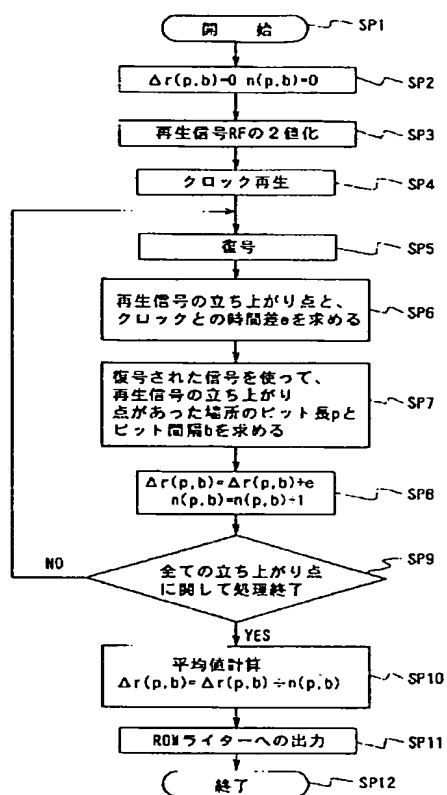 開 始
SP1
Δr(p,b)=0 n(p,b)=0
SP2
再生信号RFの2値化
SP3
クロック再生
SP4
復号
SP5
再生信号の立ち上がり点と、
クロックとの時間差eを求める
SP6
復号された信号を使って、
再生信号の立ち上がり
点があった場所のピット長pと
ピット間隔bを求める
SP7
Δr(p,b)=Δr(p,b)+e
n(p,b)=n(p,b)+1
SP8
NO
全ての立ち上がり点
に関して処理終了
SP9
YES
平均値計算
Δr(p,b)=Δr(p,b)÷n(p,b)
SP10
ROMライターへの出力
SP11
終了
SP12